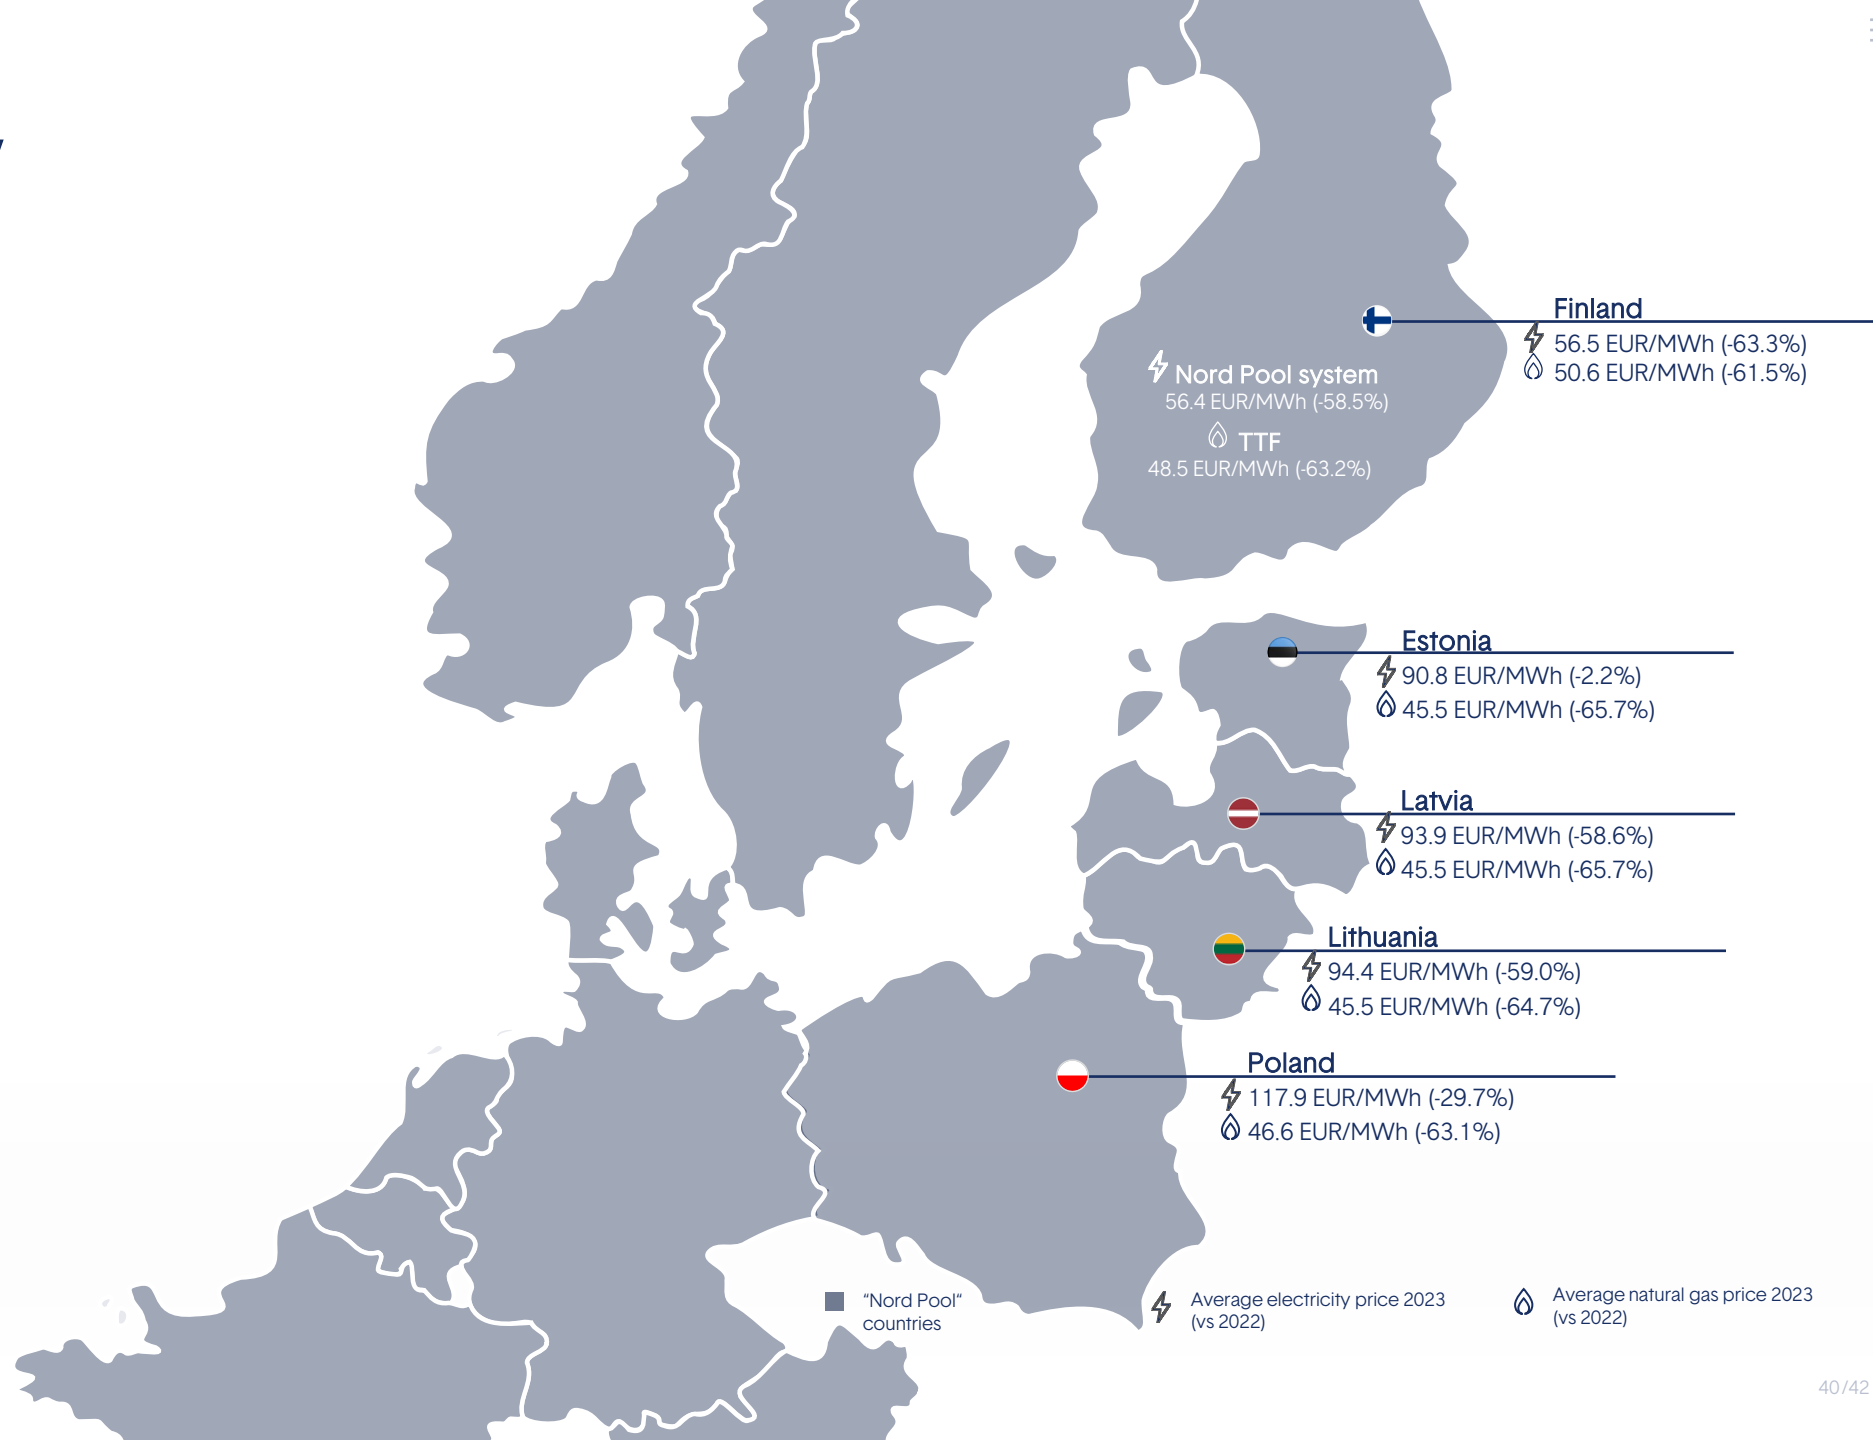 Finland
56.5 EUR/MWh (-63.3%)
50.6 EUR/MWh (-61.5%)
Nord Pool system
56.4 EUR/MWh (-58.5%)
TTF
48.5 EUR/MWh (-63.2%)
Estonia
90.8 EUR/MWh (-2.2%)
45.5 EUR/MWh (-65.7%)
Latvia
93.9 EUR/MWh (-58.6%)
45.5 EUR/MWh (-65.7%)
Lithuania
94.4 EUR/MWh (-59.0%)
45.5 EUR/MWh (-64.7%)
Poland
117.9 EUR/MWh (-29.7%)
46.6 EUR/MWh (-63.1%)
“Nord Pool“
countries
Average electricity price 2023
(vs 2022)
Average natural gas price 2023
(vs 2022)
40/42